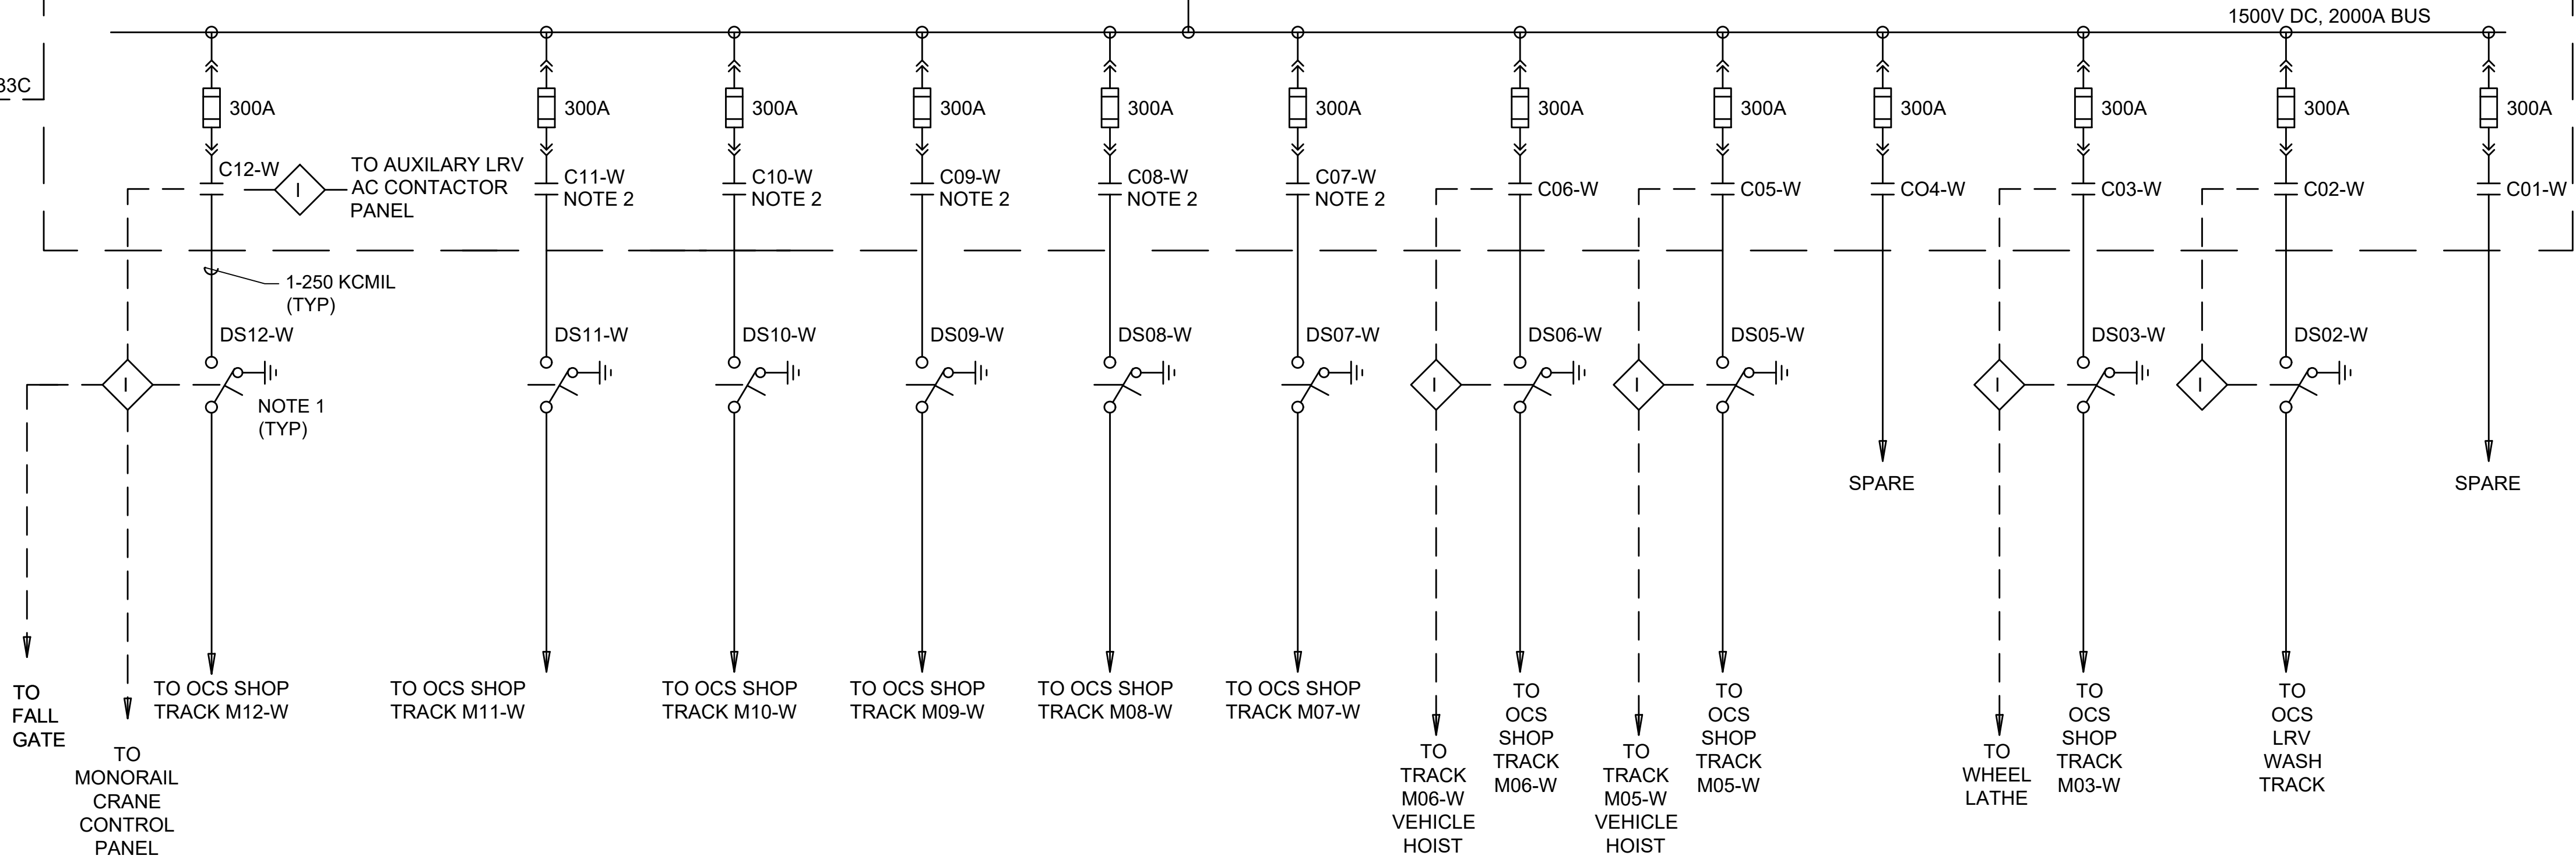 1500V DC, 2000A BUS
33C
300A
300A
300A
300A
300A
300A
300A
300A
300A
300A
300A
300A
C12-W
I
TO AUXILARY LRV
AC CONTACTOR
PANEL
C11-W
NOTE 2
C10-W
NOTE 2
C09-W
NOTE 2
C08-W
NOTE 2
C07-W
NOTE 2
C06-W
C05-W
CO4-W
C03-W
C02-W
C01-W
1-250 KCMIL
(TYP)
DS12-W
DS11-W
DS10-W
DS09-W
DS08-W
DS07-W
DS06-W
DS05-W
DS03-W
DS02-W
I
NOTE 1
(TYP)
I
I
I
I
SPARE
SPARE
TO
FALL
GATE
TO
MONORAIL
CRANE
CONTROL
PANEL
TO OCS SHOP
TRACK M12-W
TO OCS SHOP
TRACK M11-W
TO OCS SHOP
TRACK M10-W
TO OCS SHOP
TRACK M09-W
TO OCS SHOP
TRACK M08-W
TO OCS SHOP
TRACK M07-W
TO
TRACK
M06-W
VEHICLE
HOIST
TO
OCS
SHOP
TRACK
M06-W
TO
TRACK
M05-W
VEHICLE
HOIST
TO
OCS
SHOP
TRACK
M05-W
TO
WHEEL
LATHE
TO
OCS
SHOP
TRACK
M03-W
TO
OCS
LRV
WASH
TRACK